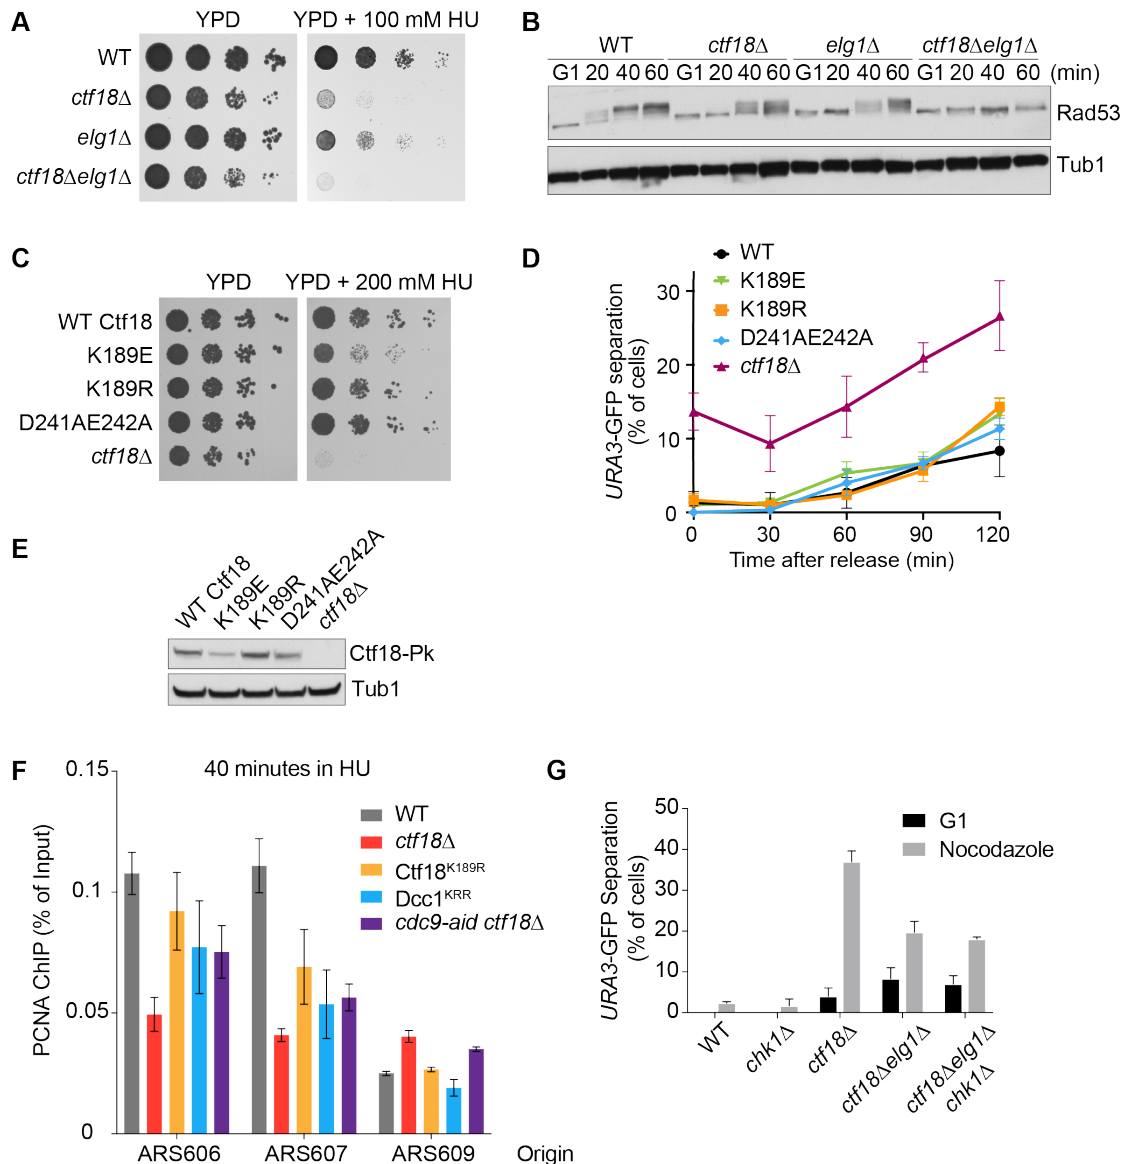 A
YPD YPD + 100 mM HU
WT
ctf18Δ
elg1Δ
ctf18Δelg1Δ
B
WT ctf18Δ elg1Δ ctf18Δelg1Δ
G1 20 40 60 G1 20 40 60 G1 20 40 60 G1 20 40 60 (min)
Rad53
Tub1
C
YPD YPD + 200 mM HU
WT Ctf18
K189E
K189R
D241AE242A
ctf18Δ
D
WT
K189E
K189R
D241AE242A
ctf18Δ
URA3-GFP separation
(% of cells)
30
20
10
0
0 30 60 90 120
Time after release (min)
E
WT Ctf18
K189E
K189R
D241AE242A
ctf18Δ
Ctf18-Pk
Tub1
F
40 minutes in HU
PCNA ChIP (% of Input)
0.15
0.1
0.05
0
WT
ctf18Δ
Ctf18K189R
Dcc1KRR
cdc9-aid ctf18Δ
ARS606 ARS607 ARS609 Origin
G
URA3-GFP Separation
(% of cells)
50
40
30
20
10
0
G1
Nocodazole
WT
chk1Δ
ctf18Δ
ctf18Δelg1Δ
ctf18Δelg1Δ
chk1Δ